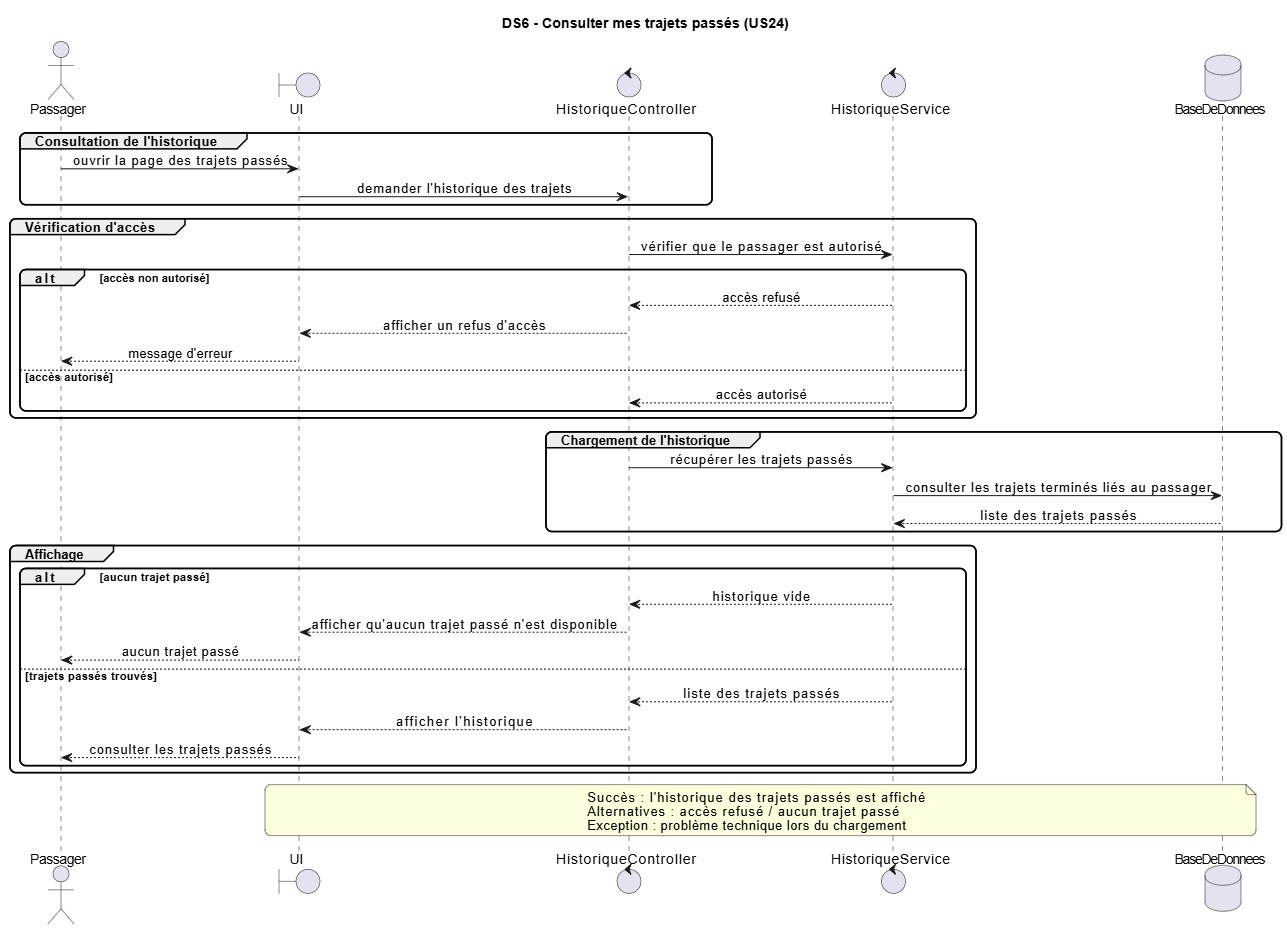 DS6 - Consulter mes trajets passés (US24)
Passager
UI
HistoriqueController
HistoriqueService
BaseDeDonnees
Consultation de l'historique
ouvrir la page des trajets passés
demander l'historique des trajets
Vérification d'accès
vérifier que le passager est autorisé
alt
[accès non autorisé]
accès refusé
afficher un refus d'accès
message d'erreur
[accès autorisé]
accès autorisé
Chargement de l'historique
récupérer les trajets passés
consulter les trajets terminés liés au passager
liste des trajets passés
Affichage
alt
[aucun trajet passé]
historique vide
afficher qu'aucun trajet passé n'est disponible
aucun trajet passé
[trajets passés trouvés]
liste des trajets passés
afficher l'historique
consulter les trajets passés
Succès : l'historique des trajets passés est affiché
Alternatives : accès refusé / aucun trajet passé
Exception : problème technique lors du chargement
Passager
UI
HistoriqueController
HistoriqueService
BaseDeDonnees